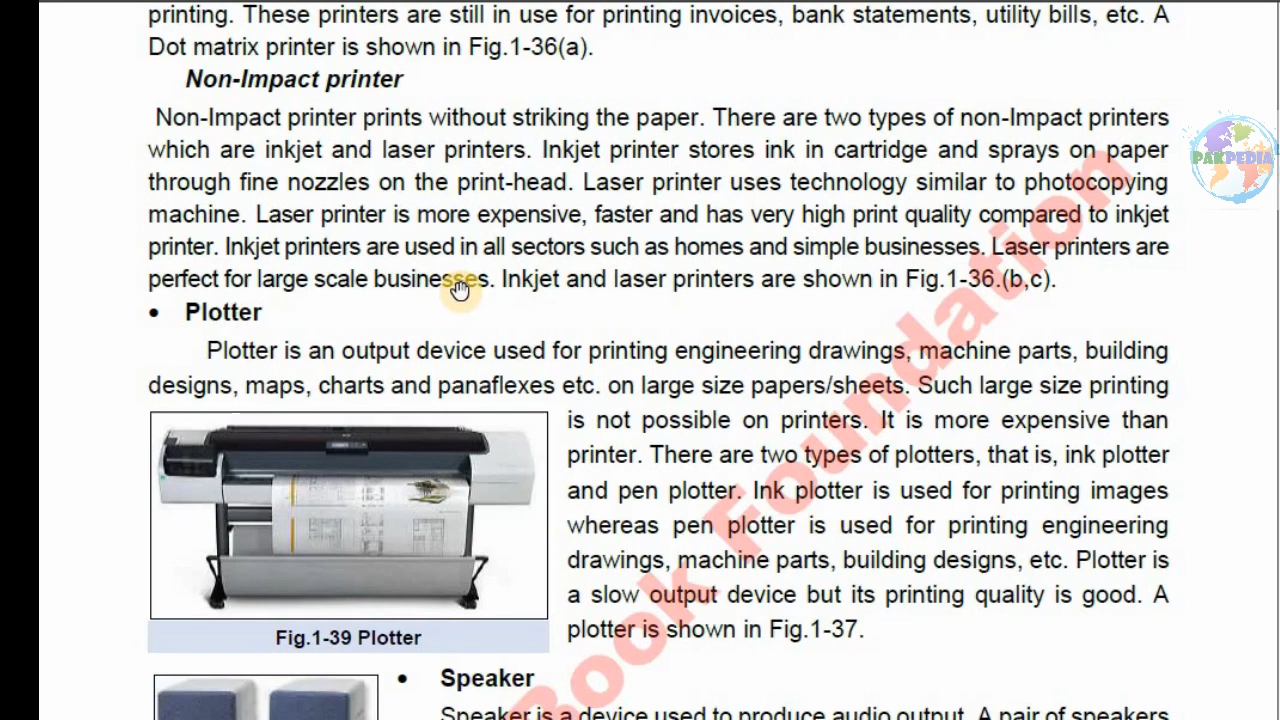 printing. These printers are still in use for printing invoices, bank statements, utility bills, etc. A
Dot matrix printer is shown in Fig.1-36(a).
Non-Impact printer
Non-Impact printer prints without striking the paper. There are two types of non-Impact printers
which are inkjet and laser printers. Inkjet printer stores ink in cartridge and sprays on paper
through fine nozzles on the print-head. Laser printer uses technology similar to photocopying
machine. Laser printer is more expensive, faster and has very high print quality compared to inkjet
printer. Inkjet printers are used in all sectors such as homes and simple businesses. Laser printers are
perfect for large scale businesses. Inkjet and laser printers are shown in Fig.1-36.(b,c).
• Plotter
Plotter is an output device used for printing engineering drawings, machine parts, building
designs, maps, charts and panaflexes etc. on large size papers/sheets. Such large size printing
is not possible on printers. It is more expensive than
printer. There are two types of plotters, that is, ink plotter
and pen plotter. Ink plotter is used for printing images
whereas pen plotter is used for printing engineering
drawings, machine parts, building designs, etc. Plotter is
a slow output device but its printing quality is good. A
plotter is shown in Fig.1-37.
Fig.1-39 Plotter
• Speaker
Speaker is a device used to produce audio output. A pair of speakers
Book Foundation
PAKPEDIA